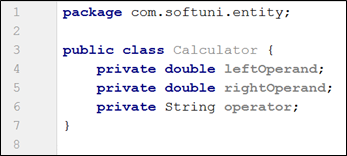 1 package com.softuni.entity;
2
3 public class Calculator {
4     private double leftOperand;
5     private double rightOperand;
6     private String operator;
7 }
8